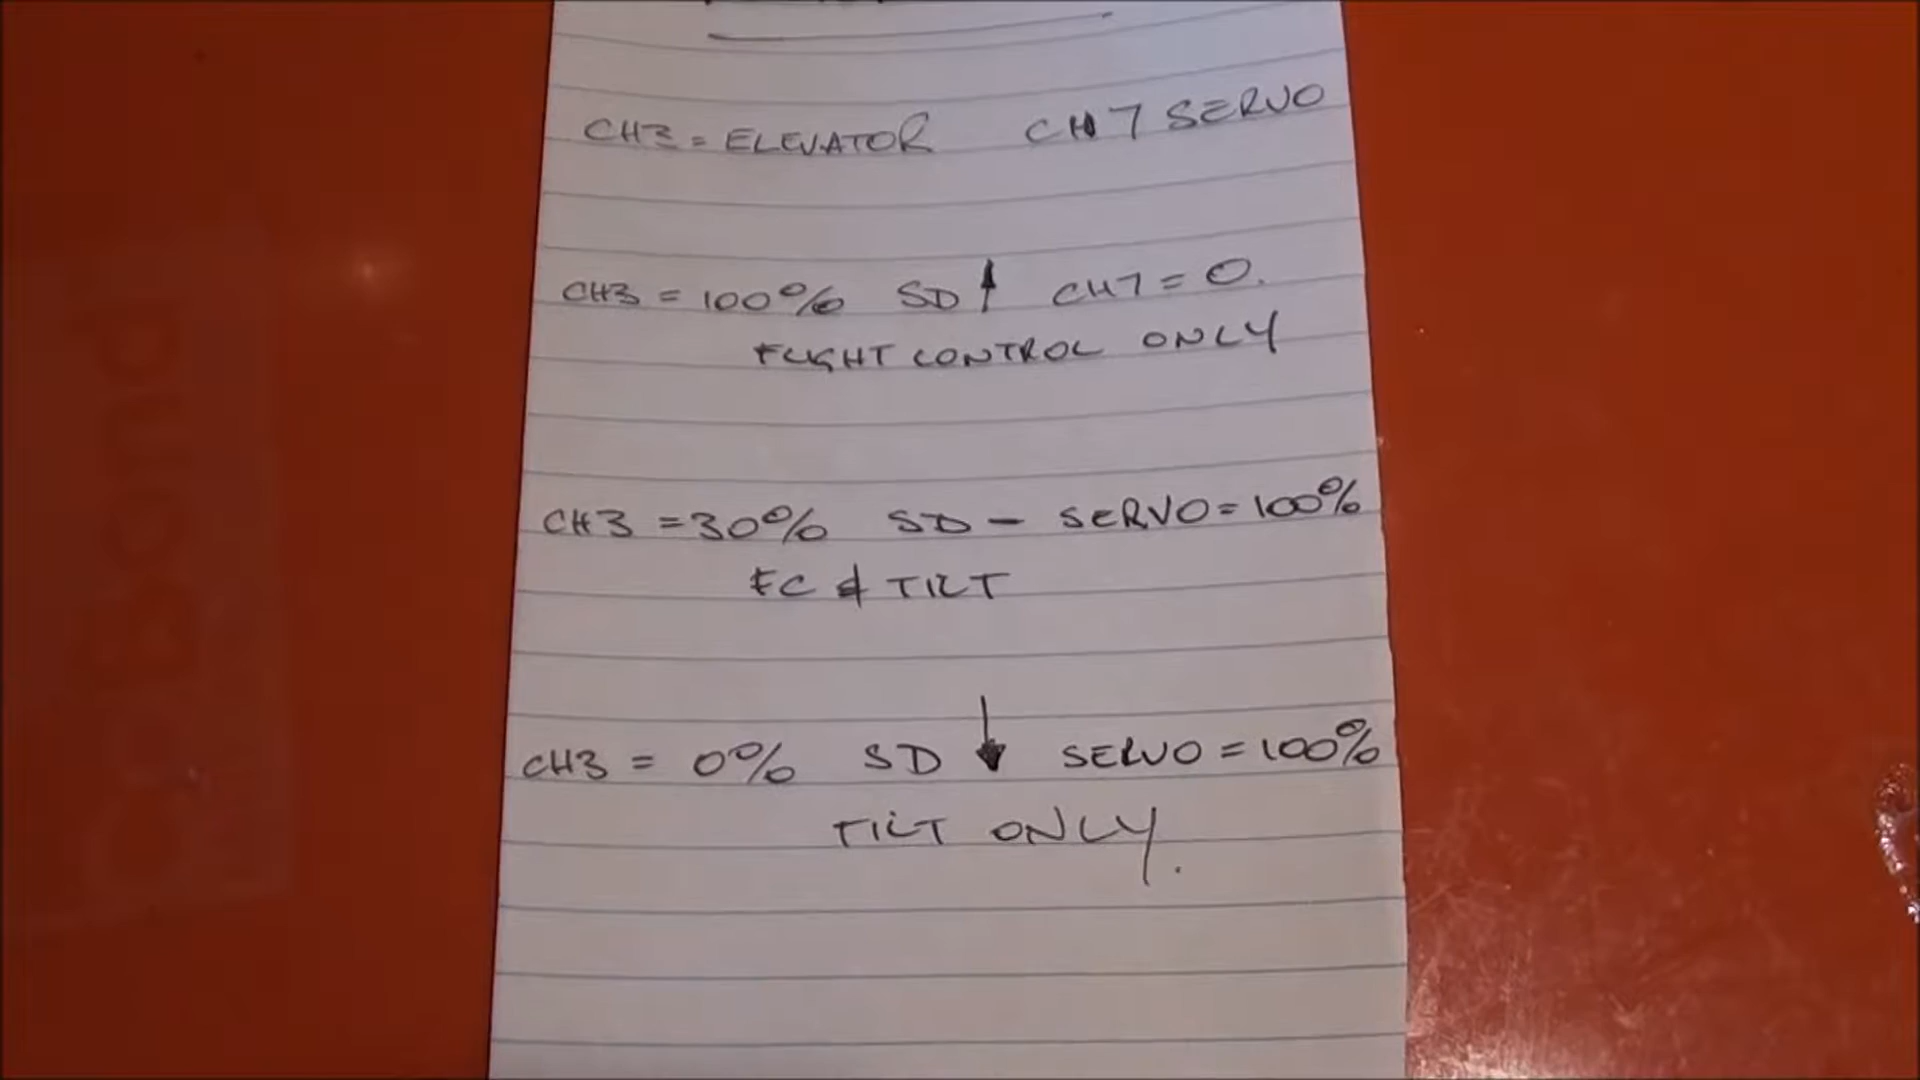 CH3 = ELEVATOR CH7 SERVO
CH3 = 100% SD ↑ CH7 = 0.
FLIGHT CONTROL ONLY
CH3 = 30% SD — SERVO = 100%
FC & TILT
CH3 = 0% SD ↓ SERVO = 100%
TILT ONLY.